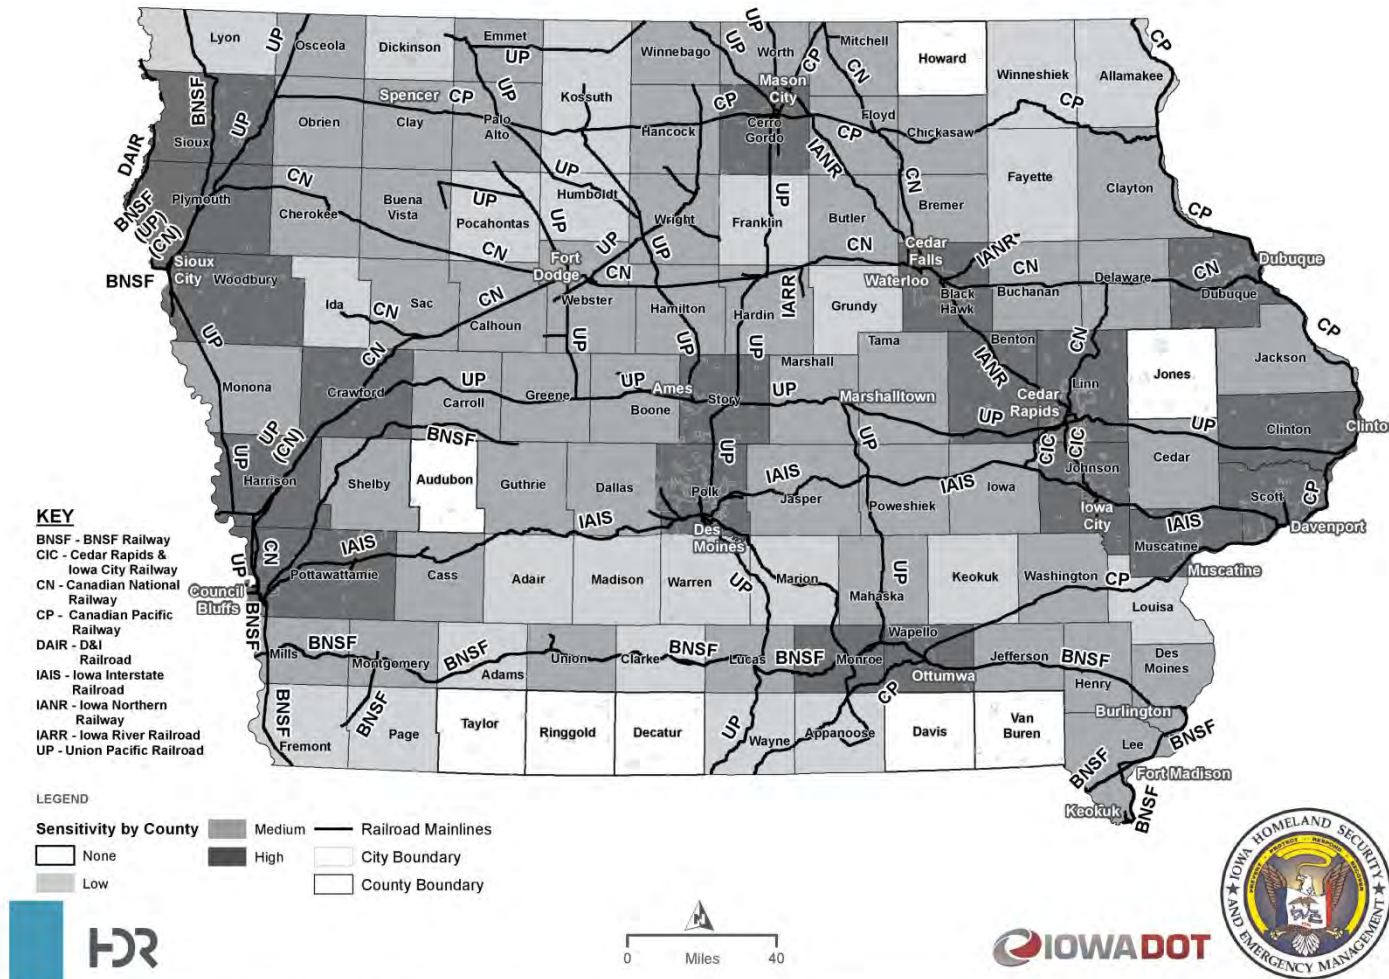 Lyon
UP
Osceola
Dickinson
Emmet
UP
Winnebago
UP
UP
Worth
CP
Mitchell
CN
Howard
Winneshiek
Allamakee
CP
BNSF
UP
Spencer
CP
UP
Kossuth
Mason
City
Sioux
Obrien
Clay
Palo
Alto
Hancock
CP
Cerro
Gordo
CP
Floyd
Chickasaw
CP
DAIR
IANR
Fayette
Clayton
BNSF
(UP)
(CN)
Plymouth
CN
Cherokee
Buena
Vista
UP
Pocahontas
UP
Humboldt
UP
UP
Wright
UP
Franklin
UP
Butler
CN
Bremer
CP
Sioux
City
BNSF
Woodbury
CN
Fort
Dodge
UP
CN
Cedar
Falls
CN
Waterloo
IANR
CN
Black
Hawk
Buchanan
Delaware
CN
Dubuque
Dubuque
Ida
CN
Sac
CN
Calhoun
Webster
Hamilton
Hardin
IARR
Grundy
UP
CN
UP
UP
UP
Marshall
Tama
Benton
IANR
CN
Linn
Jones
Jackson
CP
Monona
Crawford
UP
Carroll
Greene
UP
Ames
Boone
Story
UP
Marshalltown
Cedar
Rapids
UP
UP
Clinton
Clinto
UP
UP
(CN)
BNSF
UP
UP
CIC
CIC
Cedar
Harrison
Shelby
Audubon
Guthrie
Dallas
Polk
IAIS
Jasper
Poweshiek
IAIS
Iowa
Johnson
Scott
CP
IAIS
Des
Moines
Iowa
City
IAIS
Davenport
UP
CN
IAIS
Pottawattamie
Cass
Adair
Madison
Warren
UP
Marion
Mahaska
UP
Keokuk
Washington
CP
Muscatine
Muscatine
Louisa
Council
Bluffs
BNSF
BNSF
Mills
Montgomery
BNSF
Adams
Union
Clarke
BNSF
Lucas
BNSF
Monroe
Wapello
Ottumwa
Jefferson
BNSF
Henry
Des
Moines
Burlington
BNSF
Fremont
BNSF
Page
Taylor
Ringgold
Decatur
UP
Wayne
Appanoose
CP
Davis
Van
Buren
Lee
BNSF
BNSF
Fort Madison
BNSF
Keokuk
KEY
BNSF - BNSF Railway
CIC - Cedar Rapids &
Iowa City Railway
CN - Canadian National
Railway
CP - Canadian Pacific
Railway
DAIR - D&I
Railroad
IAIS - Iowa Interstate
Railroad
IANR - Iowa Northern
Railway
IARR - Iowa River Railroad
UP - Union Pacific Railroad
LEGEND
Sensitivity by County
None
Low
Medium
High
Railroad Mainlines
City Boundary
County Boundary
HDR
N
0
40
Miles
IOWADOT
IOWA HOMELAND SECURITY
AND EMERGENCY MANAGEMENT
PREVENT - PROTECT - RESPOND - RECOVER